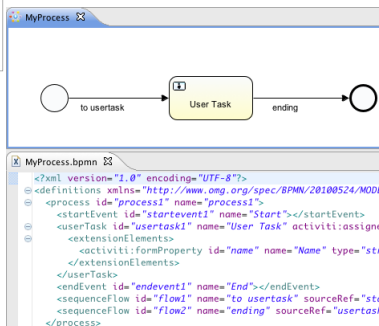 MyProcess
to usertask
User Task
ending
MyProcess.bpmn
<?xml version="1.0" encoding="UTF-8"?>
<definitions xmlns="http://www.omg.org/spec/BPMN/20100524/MODE
<process id="process1" name="process1">
<startEvent id="startevent1" name="Start"></startEvent>
<userTask id="usertask1" name="User Task" activiti:assigne
<extensionElements>
<activiti:formProperty id="name" name="Name" type="str
</extensionElements>
</userTask>
<endEvent id="endevent1" name="End"></endEvent>
<sequenceFlow id="flow1" name="to usertask" sourceRef="sta
<sequenceFlow id="flow2" name="ending" sourceRef="usertask
</process>